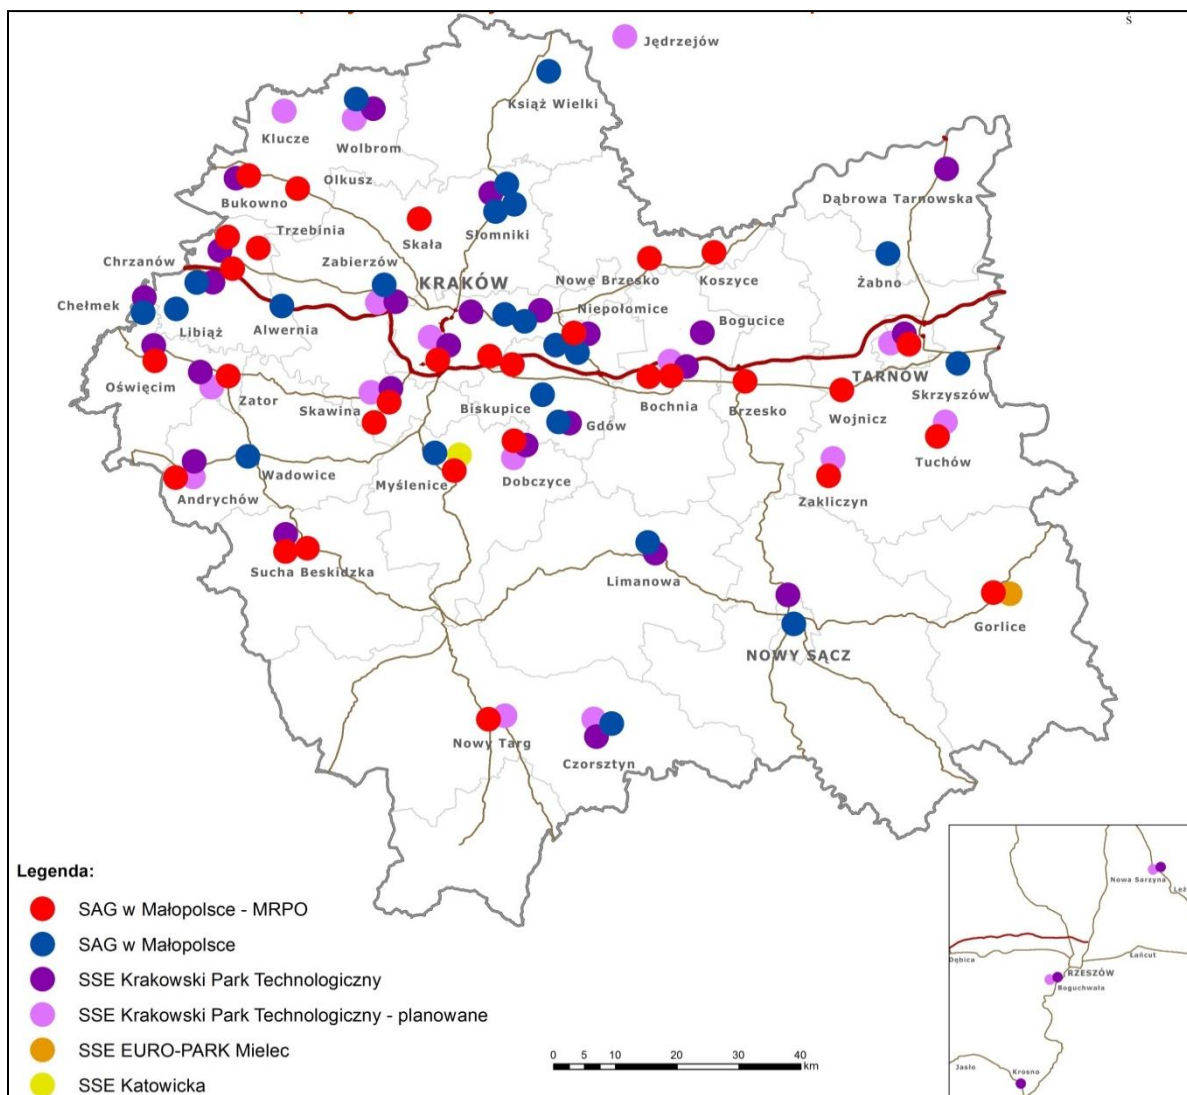 s
Jędrzejów
Książ Wielki
Klucze
Wolbrom
Olkusz
Bukowno
Dąbrowa Tarnowska
Trzebinia
Skała
Słomniki
Chrzanów
Zabierzów
KRAKÓW
Nowe Brzesko
Koszyce
Żabno
Chełmek
Libiąż
Alwernia
Niepołomice
Bogucice
Oświęcim
Zator
Skawina
Biskupice
Bochnia
Brzesko
Wojnicz
TARNÓW
Skrzyszów
Gdów
Tuchów
Wadowice
Andrychów
Myślenice
Dobczyce
Zakliczyn
Sucha Beskidzka
Limanowa
Gorlice
NOWY SĄCZ
Nowy Targ
Czorsztyn
Legenda:
SAG w Małopolsce - MRPO
SAG w Małopolsce
SSE Krakowski Park Technologiczny
SSE Krakowski Park Technologiczny - planowane
SSE EURO-PARK Mielec
SSE Katowicka
0 5 10 20 30 40
km
Nowa Sarzyna
Leż
Dębica
Łańcut
RZESZÓW
Boguchwała
Jasło
Krosno